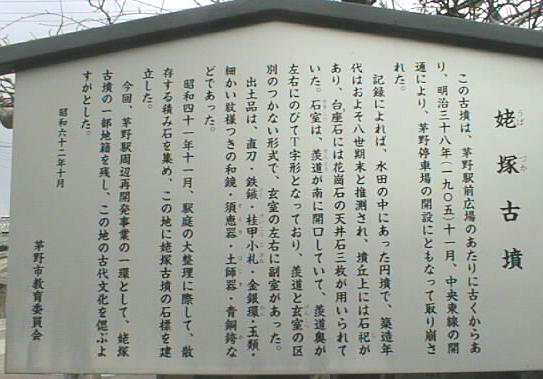 姥塚古墳
うば づか
この古墳は、茅野駅前広場のあたりに古くからあ
り、明治三十八年(一九〇五)十一月、中央東線の開
通により、茅野停車場の開設にともなって取り崩さ
れた。
記録によれば、水田の中にあった円墳で、築造年
代はおよそ八世期末と推測され、墳丘上には石祀が
あり、台座石には花崗石の天井石三枚が用いられて
いた。石室は、羨道が南に開口していて、羨道奥が
左右にのびてT字形となっており、羨道と玄室の区
別のつかない形式で、玄室の左右に副室があった。
出土品は、直刀・鉄鏃・桂甲小札・金銀環・玉類・
細かい紋様つきの和鏡・須恵器・土師器・青銅銙な
どであった。
昭和四十一年十一月、駅庭の大整理に際して、散
存する積み石を集め、この地に姥塚古墳の石標を建
立した。
今回、茅野駅周辺再開発事業の一環として、姥塚
古墳の一部地籍を残し、この地の古代文化を偲ぶよ
すがとした。
昭和六十二年十月
茅野市教育委員会